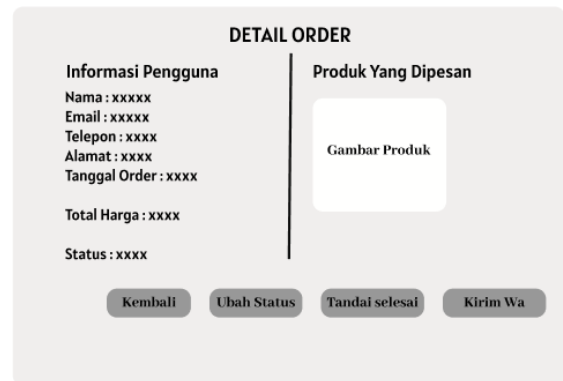 DETAIL ORDER
Informasi Pengguna
Nama : xxxxx
Email : xxxxx
Telepon : xxxx
Alamat : xxxx
Tanggal Order : xxxx
Total Harga : xxxx
Status : xxxx
Produk Yang Dipesan
Gambar Produk
Kembali
Ubah Status
Tandai selesai
Kirim Wa